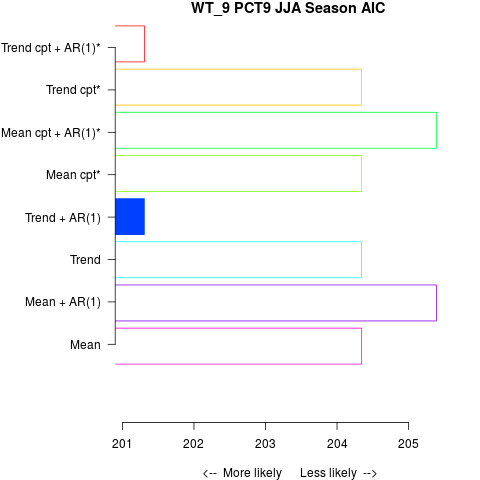 WT_9 PCT9 JJA Season AIC
Trend cpt + AR(1)*
Trend cpt*
Mean cpt + AR(1)*
Mean cpt*
Trend + AR(1)
Trend
Mean + AR(1)
Mean
201 202 203 204 205
<-- More likely Less likely -->